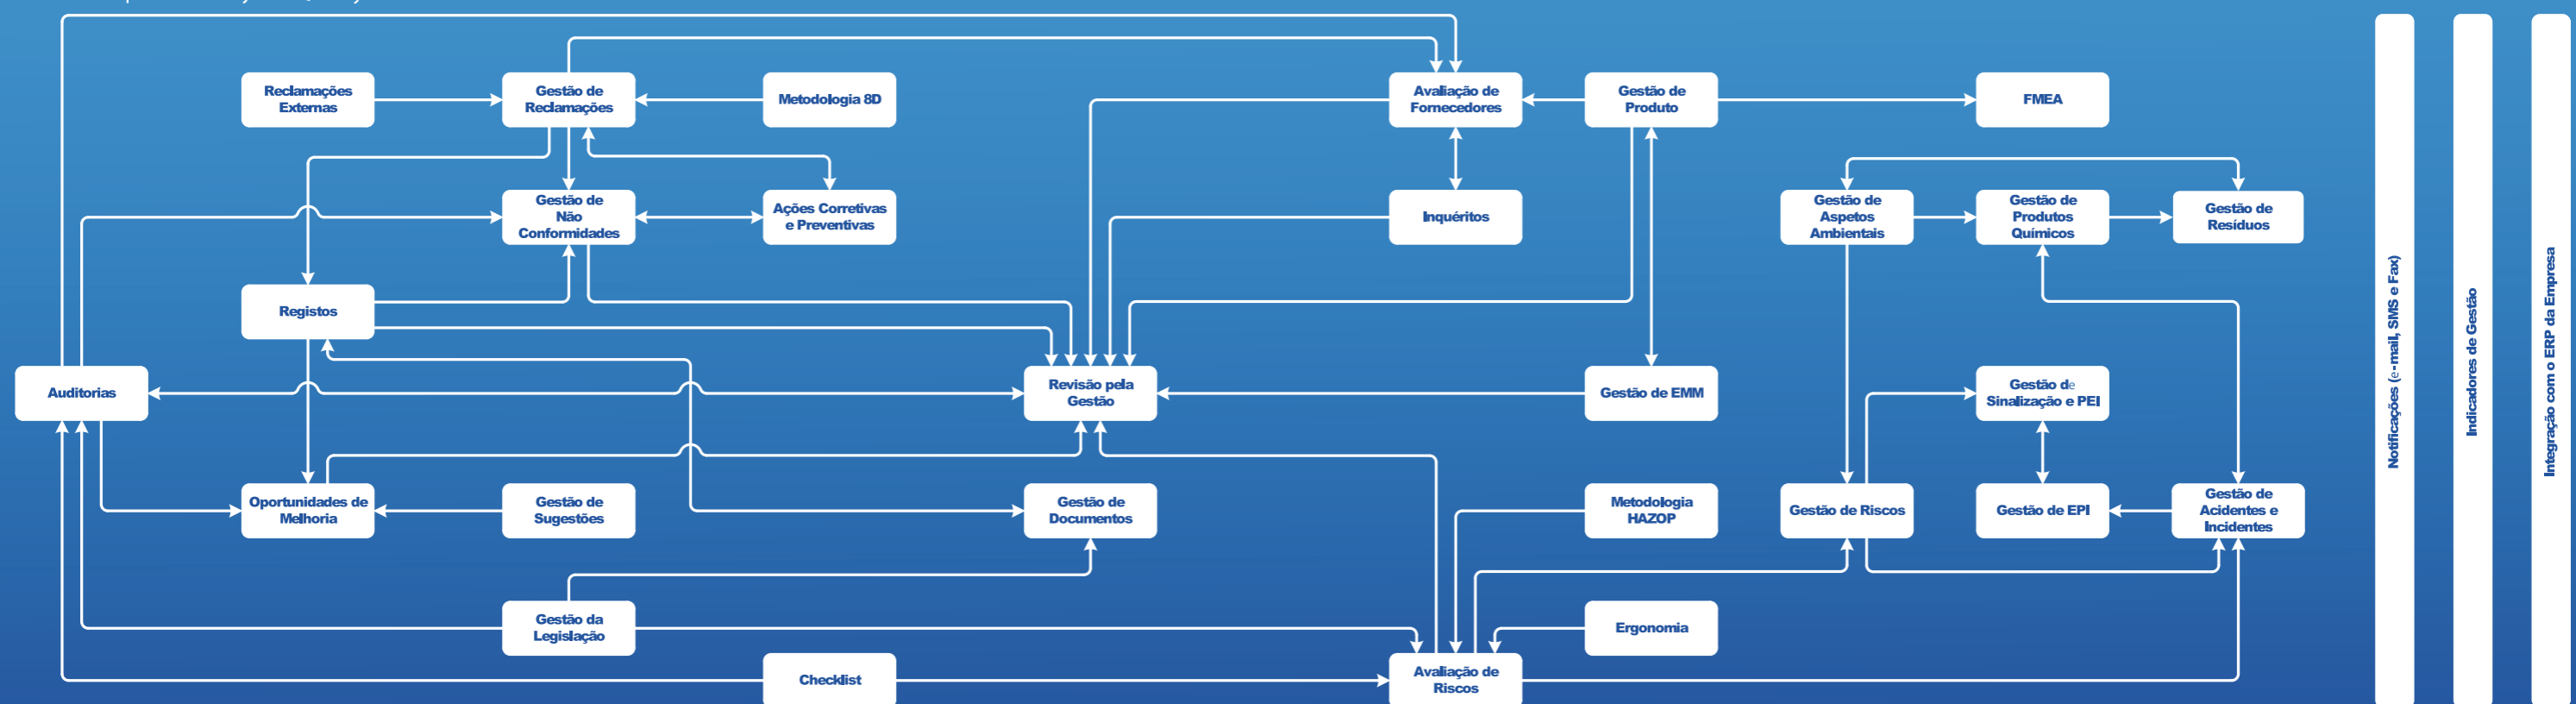 Reclamações
Externas
Gestão de
Reclamações
Metodologia 8D
Avaliação de
Fornecedores
Gestão de
Produto
FMEA
Gestão de
Não
Conformidades
Ações Corretivas
e Preventivas
Inquéritos
Gestão de
Aspetos
Ambientais
Gestão de
Produtos
Químicos
Gestão de
Resíduos
Registos
Auditorias
Revisão pela
Gestão
Gestão de EMM
Gestão de
Sinalização e PEI
Oportunidades de
Melhoria
Gestão de
Sugestões
Gestão de
Documentos
Metodologia
HAZOP
Gestão de Riscos
Gestão de EPI
Gestão de
Acidentes e
Incidentes
Gestão da
Legislação
Ergonomia
Checklist
Avaliação de
Riscos
Notificações (e-mail, SMS e Fax)
Indicadores de Gestão
Integração com o ERP da Empresa